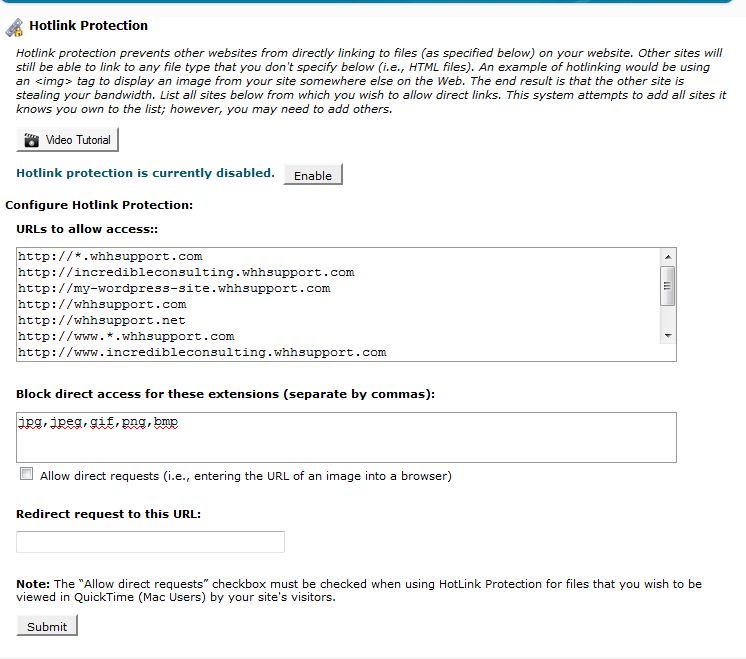 Hotlink Protection
Hotlink protection prevents other websites from directly linking to files (as specified below) on your website. Other sites will
still be able to link to any file type that you don't specify below (i.e., HTML files). An example of hotlinking would be using
an <img> tag to display an image from your site somewhere else on the Web. The end result is that the other site is
stealing your bandwidth. List all sites below from which you wish to allow direct links. This system attempts to add all sites it
knows you own to the list; however, you may need to add others.
Video Tutorial
Hotlink protection is currently disabled. Enable
Configure Hotlink Protection:
URLs to allow access::
http://*.whhsupport.com
http://incredibleconsulting.whhsupport.com
http://my-wordpress-site.whhsupport.com
http://whhsupport.com
http://whhsupport.net
http://www.*.whhsupport.com
http://www.incredibleconsulting.whhsupport.com
Block direct access for these extensions (separate by commas):
jpg,jpeg,gif,png,bmp
Allow direct requests (i.e., entering the URL of an image into a browser)
Redirect request to this URL:
Note: The “Allow direct requests” checkbox must be checked when using HotLink Protection for files that you wish to be
viewed in QuickTime (Mac Users) by your site's visitors.
Submit